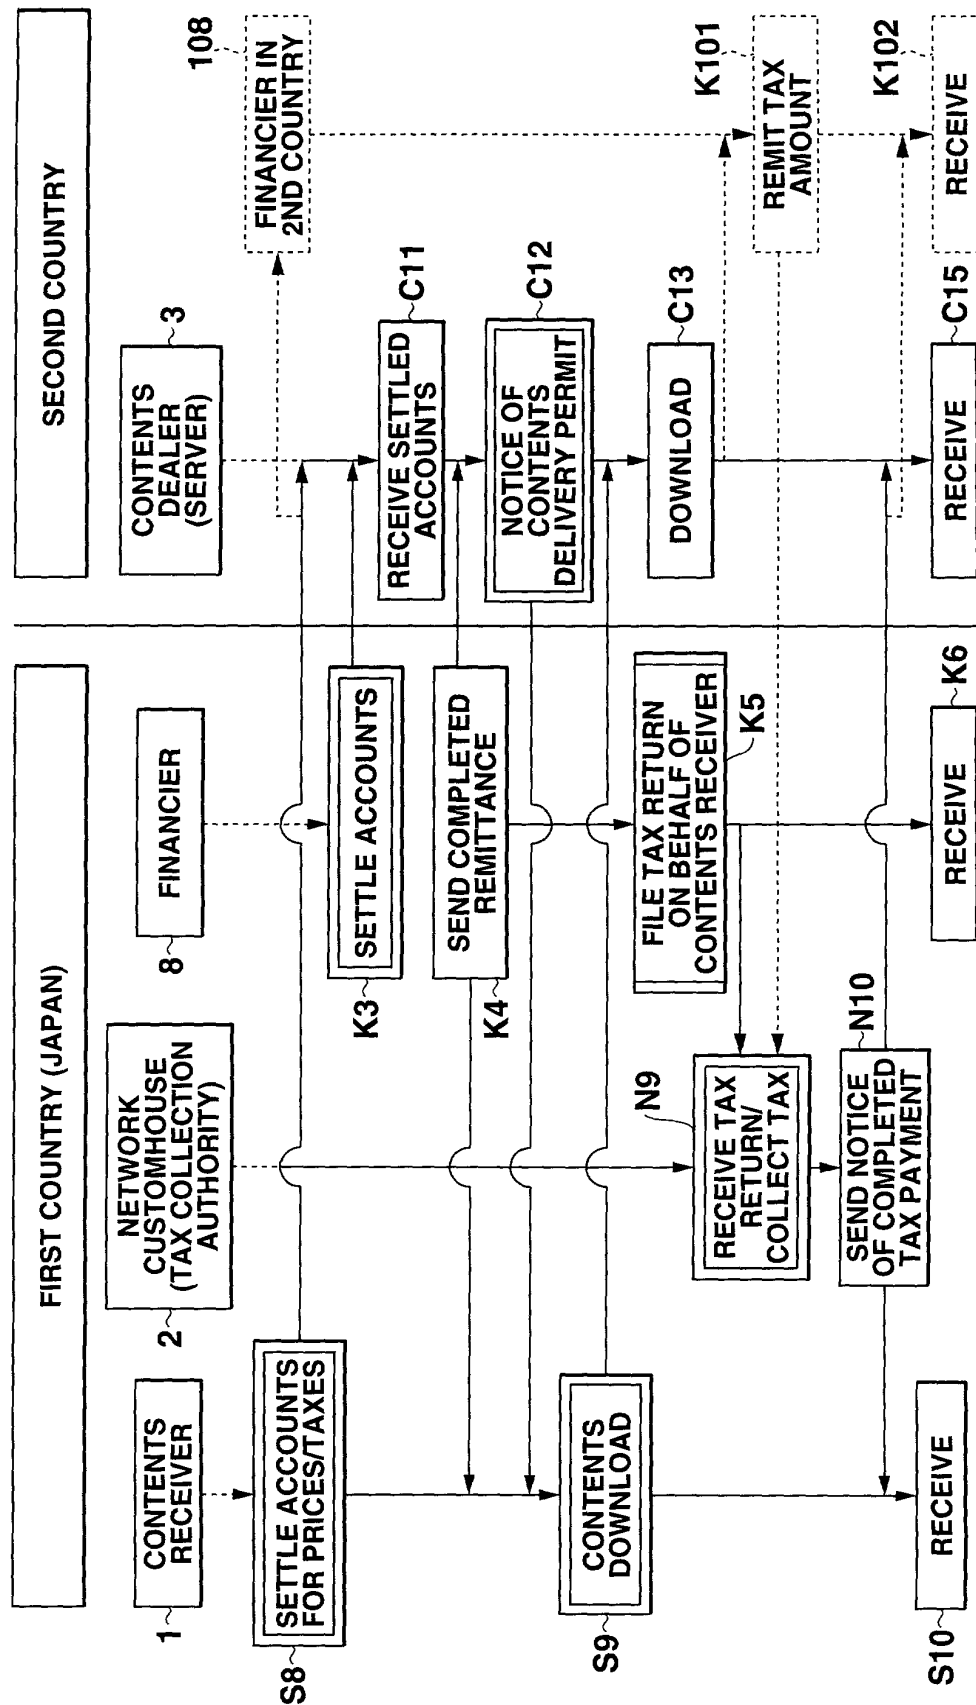 FIRST COUNTRY (JAPAN)
SECOND COUNTRY
1
CONTENTS
RECEIVER
2
NETWORK
CUSTOMHOUSE
(TAX COLLECTION
AUTHORITY)
8
FINANCIER
3
CONTENTS
DEALER
(SERVER)
108
FINANCIER IN
2ND COUNTRY
S8
SETTLE ACCOUNTS
FOR PRICES/TAXES
K3
SETTLE ACCOUNTS
C11
RECEIVE SETTLED
ACCOUNTS
K4
SEND COMPLETED
REMITTANCE
C12
NOTICE OF
CONTENTS
DELIVERY PERMIT
S9
CONTENTS
DOWNLOAD
K5
FILE TAX RETURN
ON BEHALF OF
CONTENTS RECEIVER
C13
DOWNLOAD
N9
RECEIVE TAX
RETURN/
COLLECT TAX
K101
REMIT TAX
AMOUNT
N10
SEND NOTICE
OF COMPLETED
TAX PAYMENT
S10
RECEIVE
K6
RECEIVE
C15
RECEIVE
K102
RECEIVE